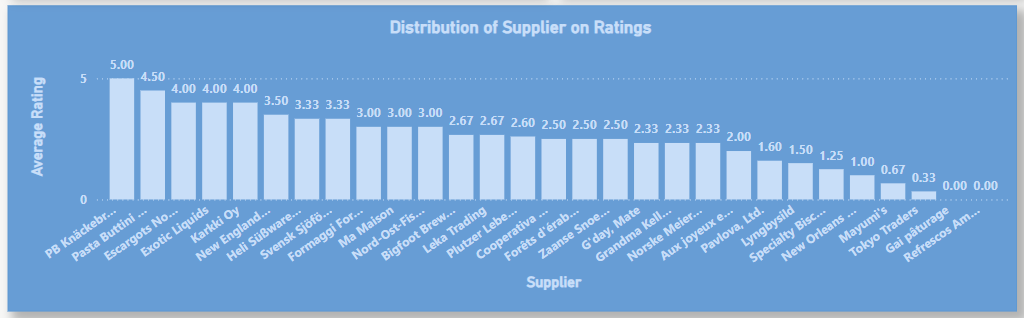 Distribution of Supplier on Ratings
Average Rating
5
0
5.00
4.50
4.00
4.00
4.00
3.50
3.33
3.33
3.00
3.00
3.00
2.67
2.67
2.60
2.50
2.50
2.50
2.33
2.33
2.33
2.00
1.60
1.50
1.25
1.00
0.67
0.33
0.00
0.00
PB Knäckebr...
Pasta Buttini ...
Escargots No...
Exotic Liquids
Karkki Oy
New England...
Heli Süßware...
Svensk Sjöfö...
Formaggi For...
Ma Maison
Nord-Ost-Fis...
Bigfoot Brew...
Leka Trading
Plutzer Lebe...
Cooperativa ...
Forêts d'érab...
Zaanse Snoe...
G'day, Mate
Grandma Kell...
Norske Meier...
Aux joyeux e...
Pavlova, Ltd.
Lyngbysild
Specialty Bisc...
New Orleans ...
Mayumi's
Tokyo Traders
Gai pâturage
Refrescos Am...
Supplier